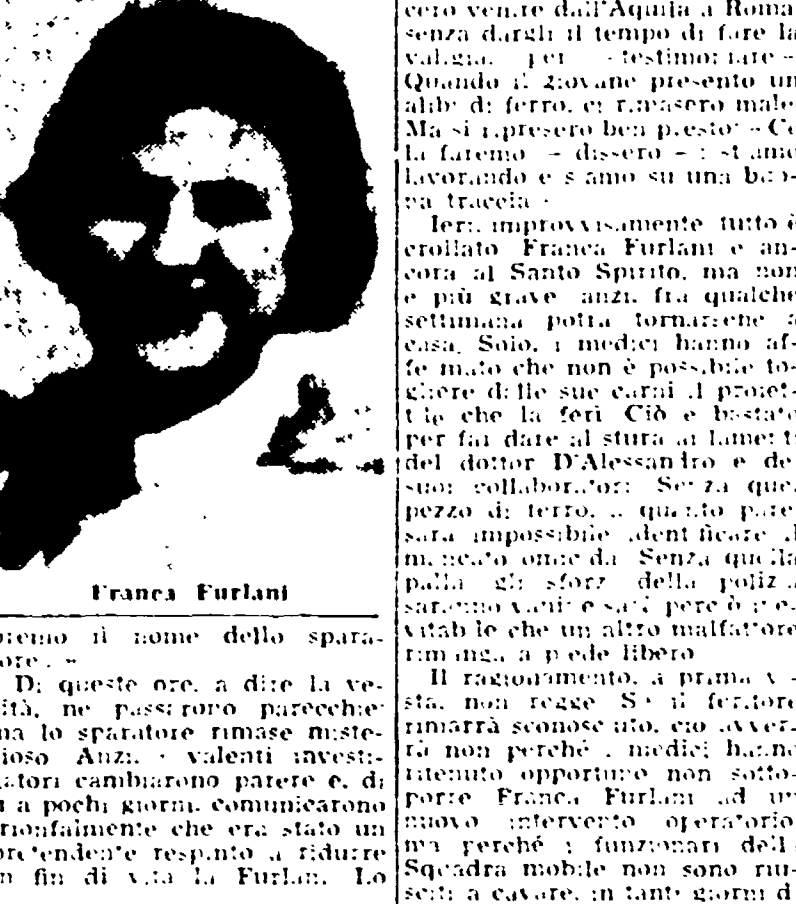 Franca Furlani
remo il nome dello spara-
ore. »
Di queste ore, a dire la ve-
ità, ne passarono parecchie:
ma lo sparatore rimase miste-
ioso Anzi, i valenti investi-
atori cambiarono parere e, di
a pochi giorni, comunicarono
rionfalmente che era stato un
pretendente respinto a ridurre
n fin di vita la Furlani. Lo
cero venire dall'Aquila a Roma
senza dargli il tempo di fare la
valigia, per « testimoniare »
Quando il giovane presentò un
alibi di ferro, ci rimasero male
Ma si ripresero ben presto: « Ce
la faremo — dissero — stiamo
lavorando e siamo su una buo-
na traccia »
Ieri, improvvisamente tutto è
crollato Franca Furlani è an-
cora al Santo Spirito, ma non
è più grave anzi, fra qualche
settimana potrà tornarsene a
casa. Solo, i medici hanno af-
fermato che non è possibile to-
gliere dalle sue carni il proiet-
tile che la ferì Ciò è bastato
per far dare al stura ai lamenti
del dottor D'Alessandro e dei
suoi collaboratori Senza quel
pezzo di ferro, a quanto pare
sarà impossibile identificare il
mancato omicida Senza quella
palla gli sforzi della polizia
saranno vani e sarà perciò ine-
vitabile che un altro malfattore
rimanga a piede libero
Il ragionamento, a prima vi-
sta, non regge Se il feritore
rimarrà sconosciuto, ciò avver-
rà non perché i medici hanno
ritenuto opportuno non sotto-
porre Franca Furlani ad un
nuovo intervento operatorio
ma perché i funzionari della
Squadra mobile non sono riu-
sciti a cavare, in tanti giorni d